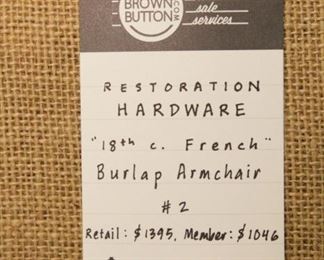 BROWN
BUTTON
.COM
sale
services
RESTORATION
HARDWARE
"18th c. French"
Burlap Armchair
#2
Retail: $1395, Member: $1046